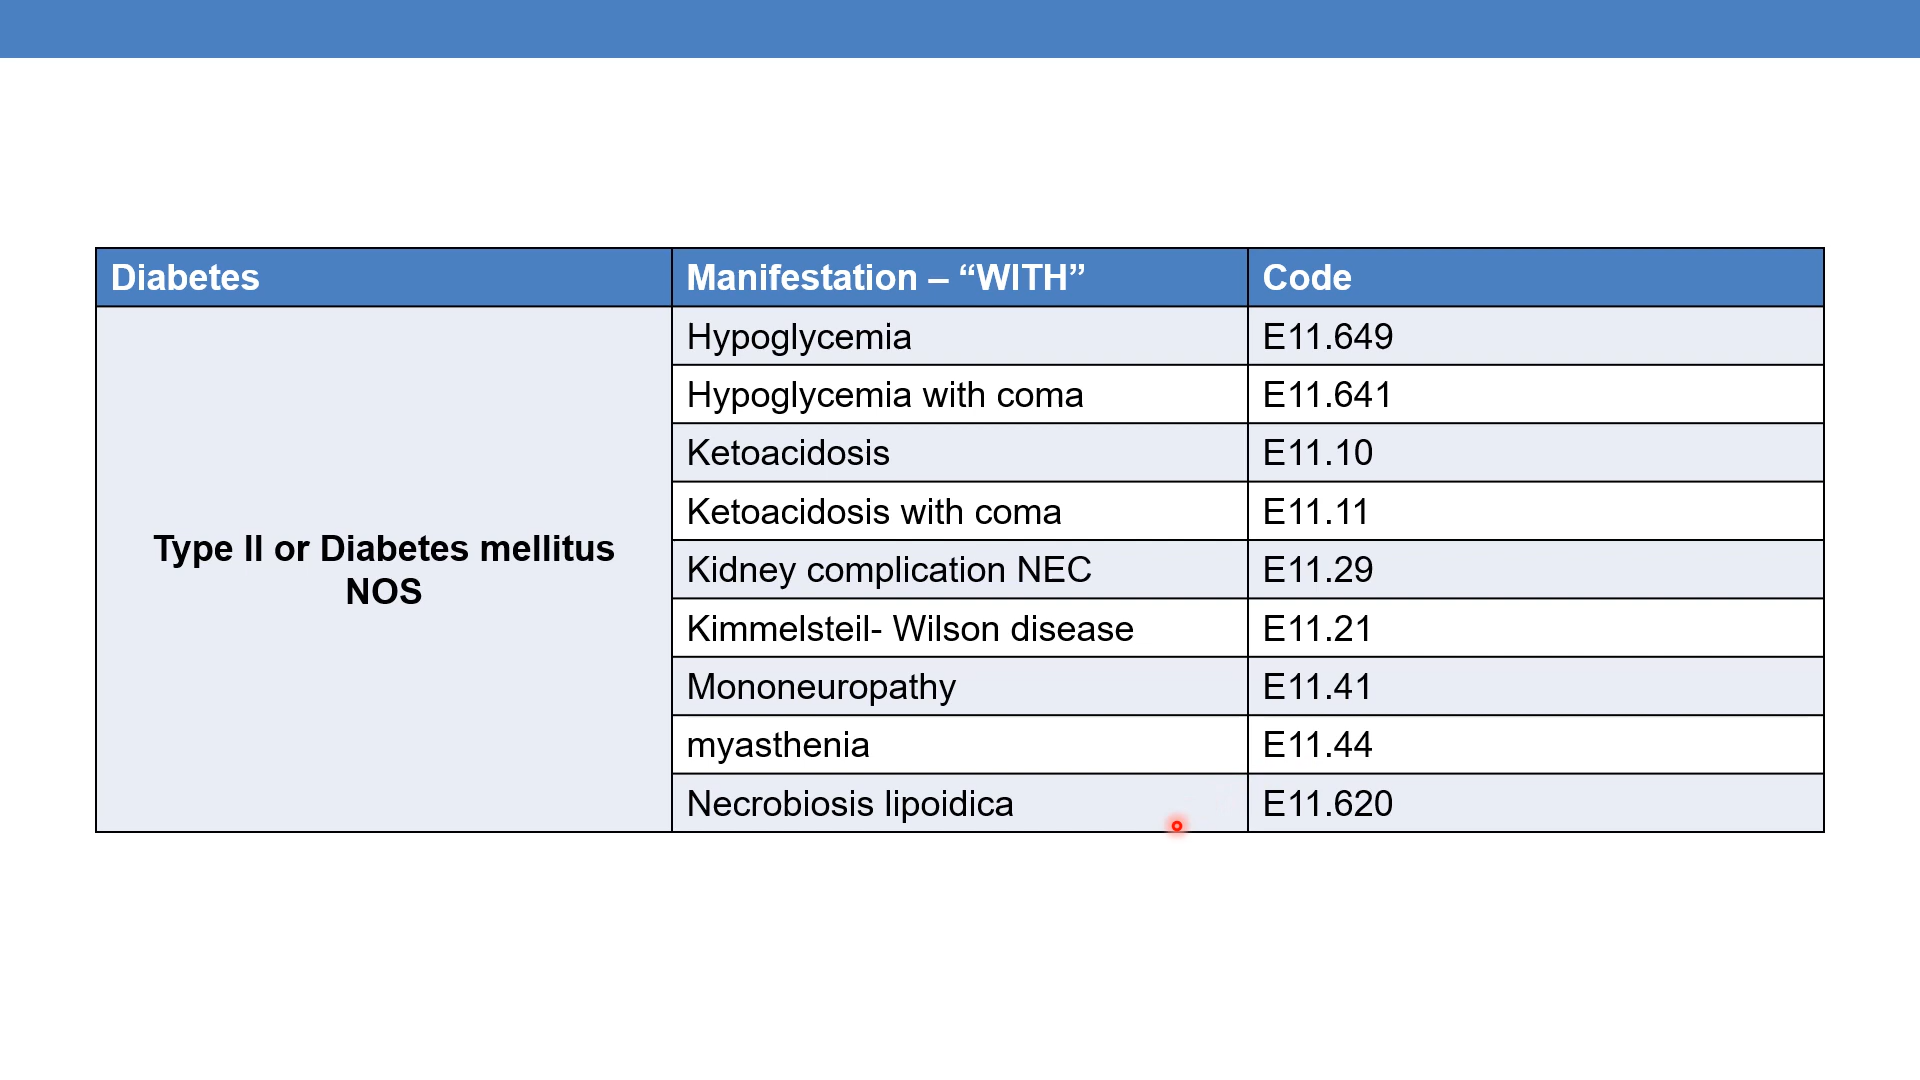 Diabetes
Manifestation – “WITH”
Code
Type II or Diabetes mellitus
NOS
Hypoglycemia
E11.649
Hypoglycemia with coma
E11.641
Ketoacidosis
E11.10
Ketoacidosis with coma
E11.11
Kidney complication NEC
E11.29
Kimmelsteil- Wilson disease
E11.21
Mononeuropathy
E11.41
myasthenia
E11.44
Necrobiosis lipoidica
E11.620